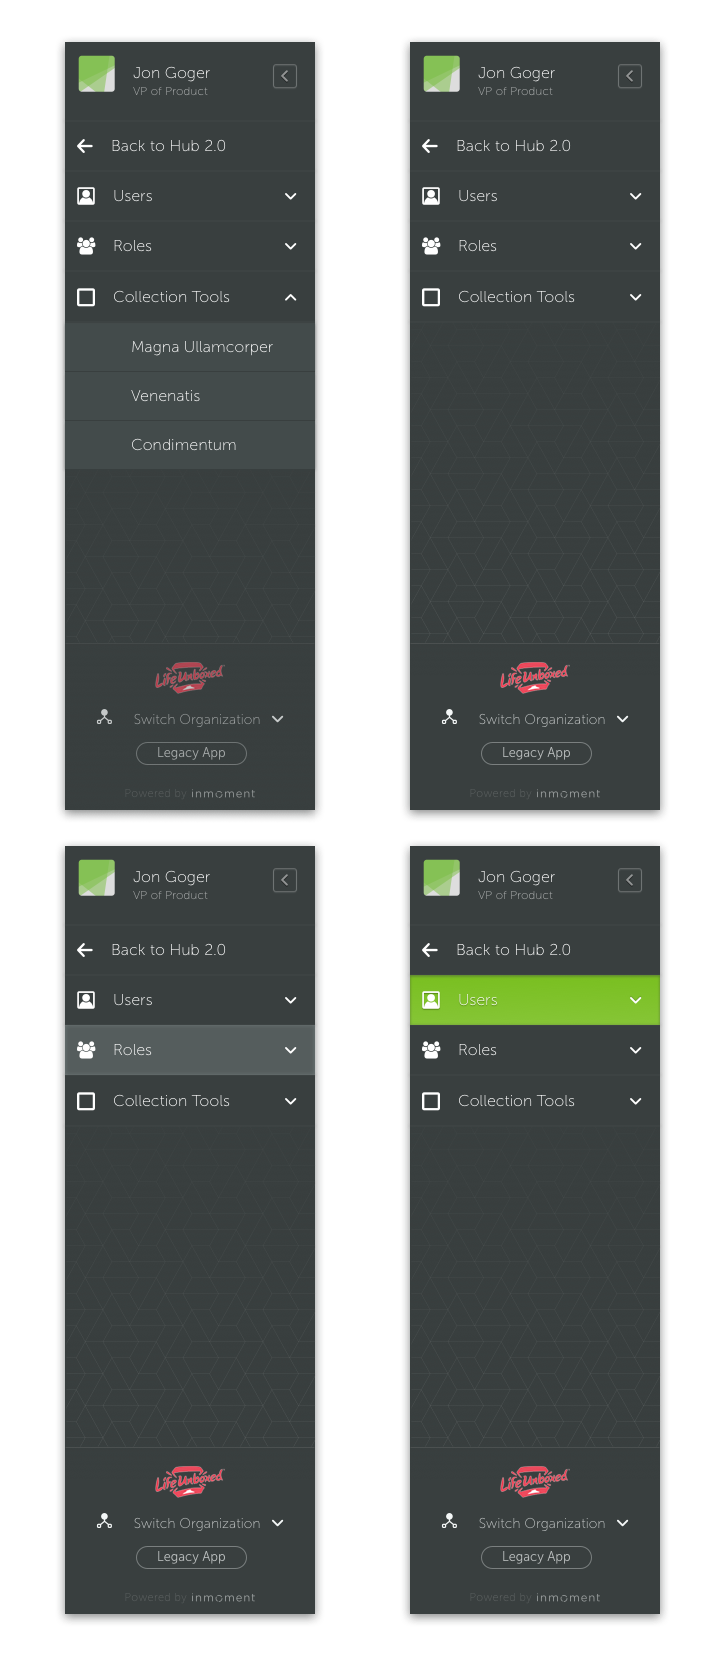 Jon Goger
VP of Product
Back to Hub 2.0
Users
Roles
Collection Tools
Magna Ullamcorper
Venenatis
Condimentum
Life Unboxed
Switch Organization
Legacy App
Powered by inmoment
Jon Goger
VP of Product
Back to Hub 2.0
Users
Roles
Collection Tools
Life Unboxed
Switch Organization
Legacy App
Powered by inmoment
Jon Goger
VP of Product
Back to Hub 2.0
Users
Roles
Collection Tools
Life Unboxed
Switch Organization
Legacy App
Powered by inmoment
Jon Goger
VP of Product
Back to Hub 2.0
Users
Roles
Collection Tools
Life Unboxed
Switch Organization
Legacy App
Powered by inmoment